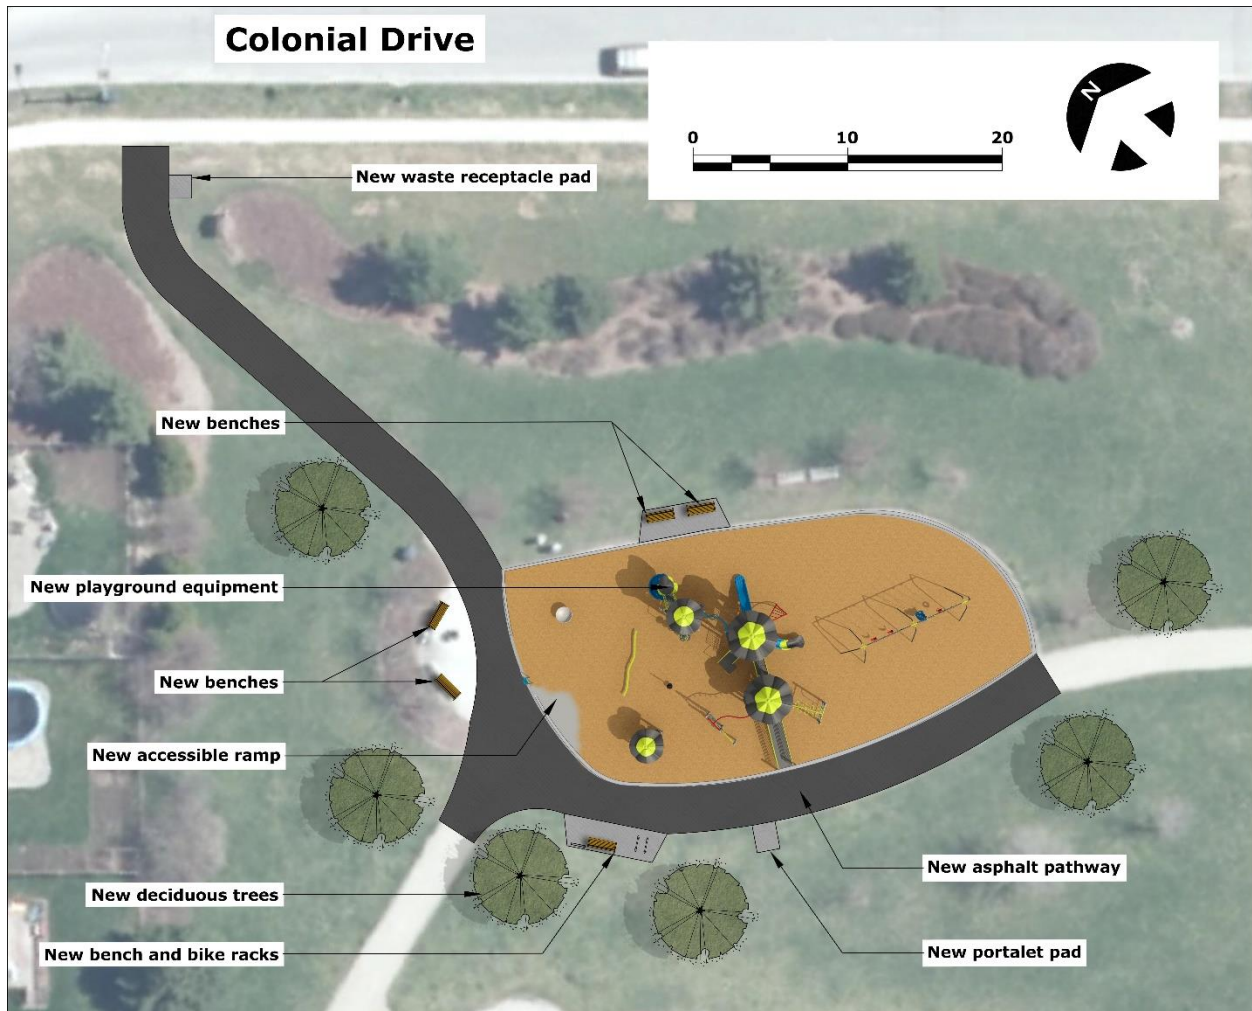 Colonial Drive
N
0 10 20
New waste receptacle pad
New benches
New playground equipment
New benches
New accessible ramp
New asphalt pathway
New deciduous trees
New bench and bike racks
New portalet pad